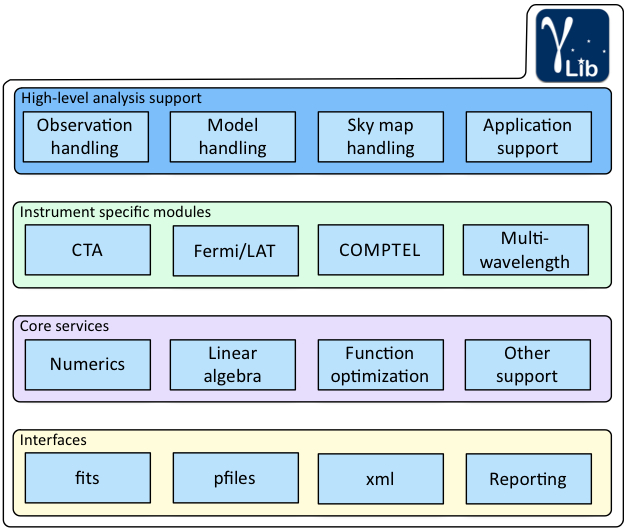 γLib
High-level analysis support
Observation
handling
Model
handling
Sky map
handling
Application
support
Instrument specific modules
CTA
Fermi/LAT
COMPTEL
Multi-
wavelength
Core services
Numerics
Linear
algebra
Function
optimization
Other
support
Interfaces
fits
pfiles
xml
Reporting